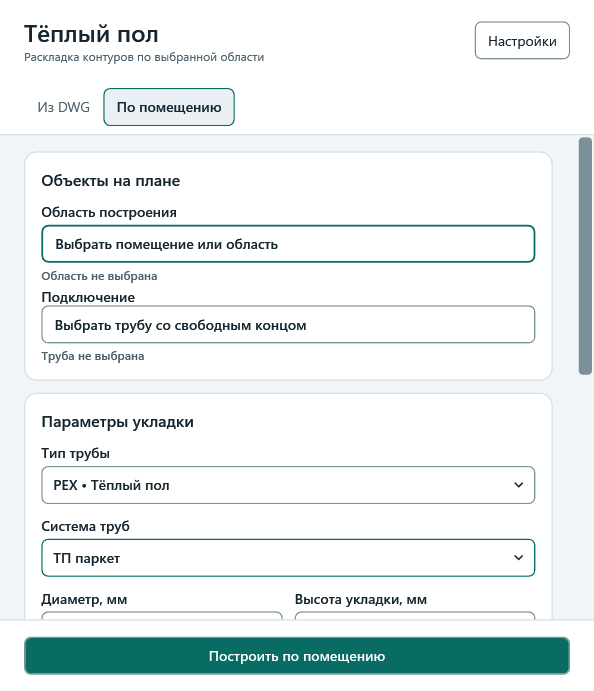 Тёплый пол
Раскладка контуров по выбранной области
Настройки
Из DWG
По помещению
Объекты на плане
Область построения
Выбрать помещение или область
Область не выбрана
Подключение
Выбрать трубу со свободным концом
Труба не выбрана
Параметры укладки
Тип трубы
PEX • Тёплый пол
Система труб
ТП паркет
Диаметр, мм
Высота укладки, мм
Построить по помещению